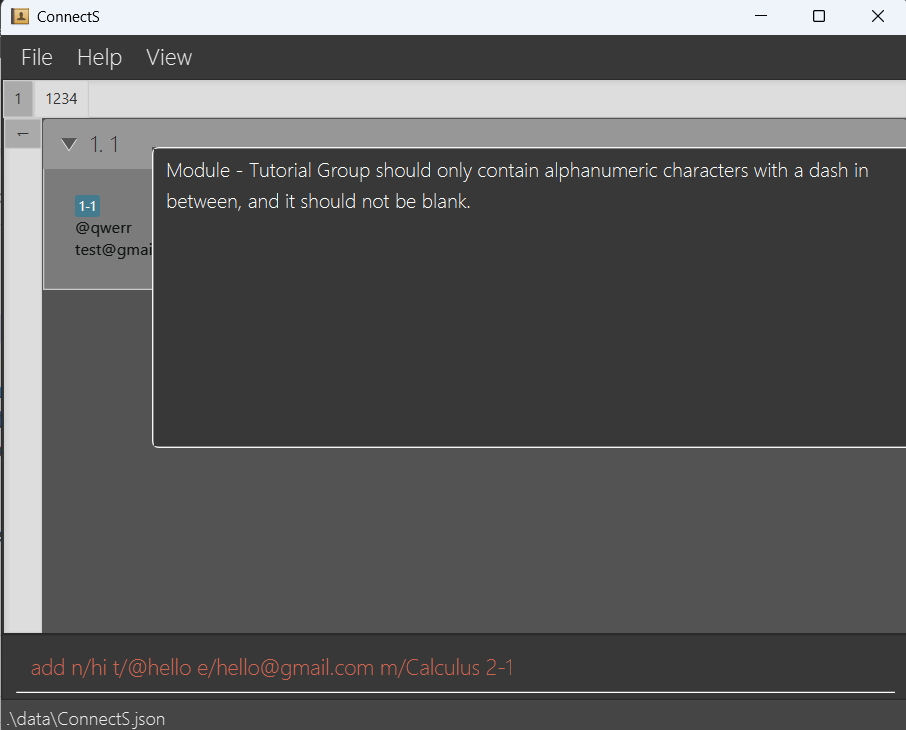 ConnectS
File Help View
1 1234
←
1. 1
Module - Tutorial Group should only contain alphanumeric characters with a dash in
between, and it should not be blank.
1-1
@qwerr
test@gmai
add n/hi t/@hello e/hello@gmail.com m/Calculus 2-1
.\data\ConnectS.json